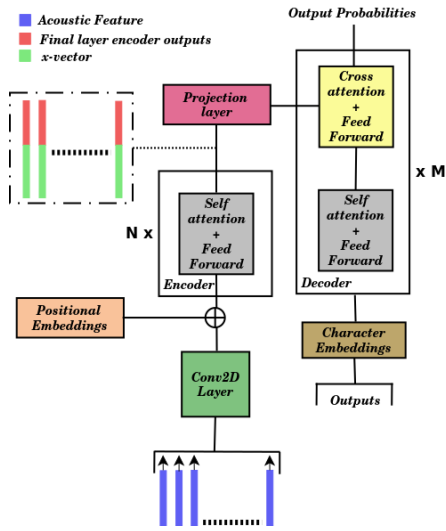 Acoustic Feature
Final layer encoder outputs
x-vector
Output Probabilities
Cross
attention
+
Feed
Forward
Projection
layer
x M
Self
attention
+
Feed
Forward
N x
Self
attention
+
Feed
Forward
Encoder
Decoder
Positional
Embeddings
Character
Embeddings
Conv2D
Layer
Outputs